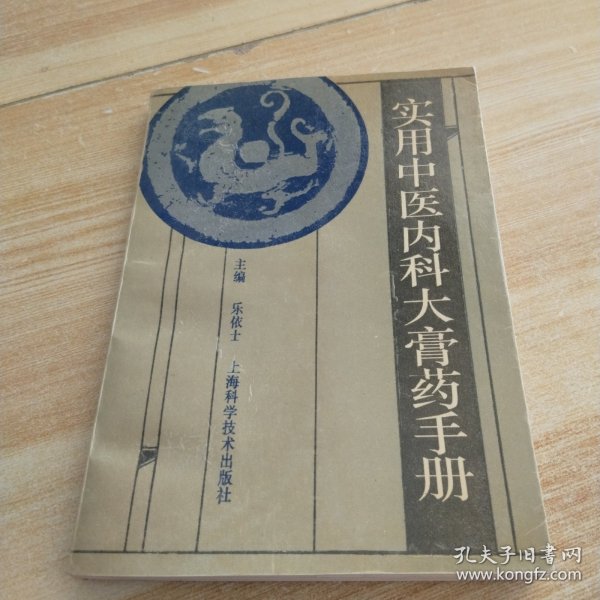 实用中医内科大膏药手册
主编 乐依士 上海科学技术出版社
孔夫子旧书网
www.kongfz.com